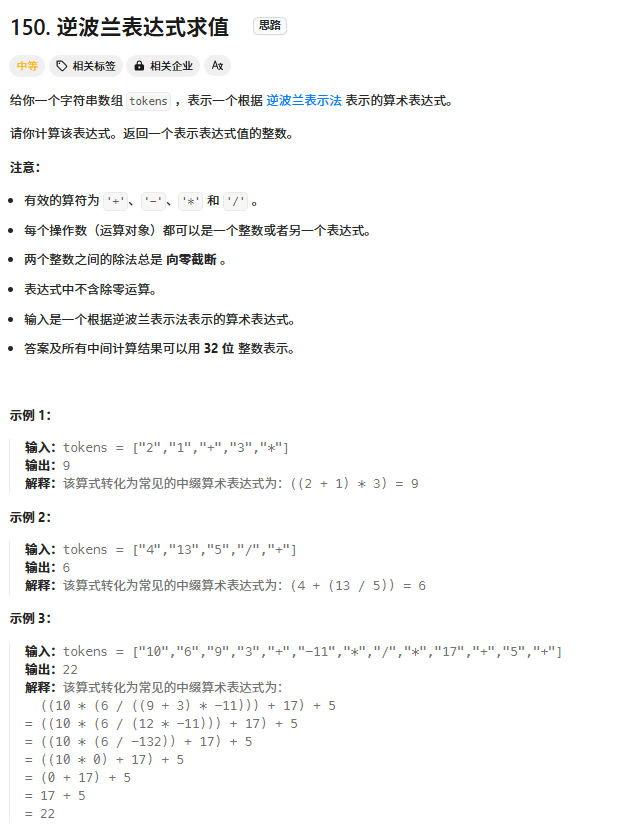 150. 逆波兰表达式求值 思路
中等 相关标签 相关企业 Ax
给你一个字符串数组 tokens ，表示一个根据 逆波兰表示法 表示的算术表达式。
请你计算该表达式。返回一个表示表达式值的整数。
注意：
有效的算符为 '+'、'-'、'*' 和 '/' 。
每个操作数（运算对象）都可以是一个整数或者另一个表达式。
两个整数之间的除法总是 向零截断 。
表达式中不含除零运算。
输入是一个根据逆波兰表示法表示的算术表达式。
答案及所有中间计算结果可以用 32 位 整数表示。
示例 1：
输入：tokens = ["2","1","+","3","*"]
输出：9
解释：该算式转化为常见的中缀算术表达式为：((2 + 1) * 3) = 9
示例 2：
输入：tokens = ["4","13","5","/","+"]
输出：6
解释：该算式转化为常见的中缀算术表达式为：(4 + (13 / 5)) = 6
示例 3：
输入：tokens = ["10","6","9","3","+","-11","*","/","*","17","+","5","+"]
输出：22
解释：该算式转化为常见的中缀算术表达式为：
((10 * (6 / ((9 + 3) * -11))) + 17) + 5
= ((10 * (6 / (12 * -11))) + 17) + 5
= ((10 * (6 / -132)) + 17) + 5
= ((10 * 0) + 17) + 5
= (0 + 17) + 5
= 17 + 5
= 22